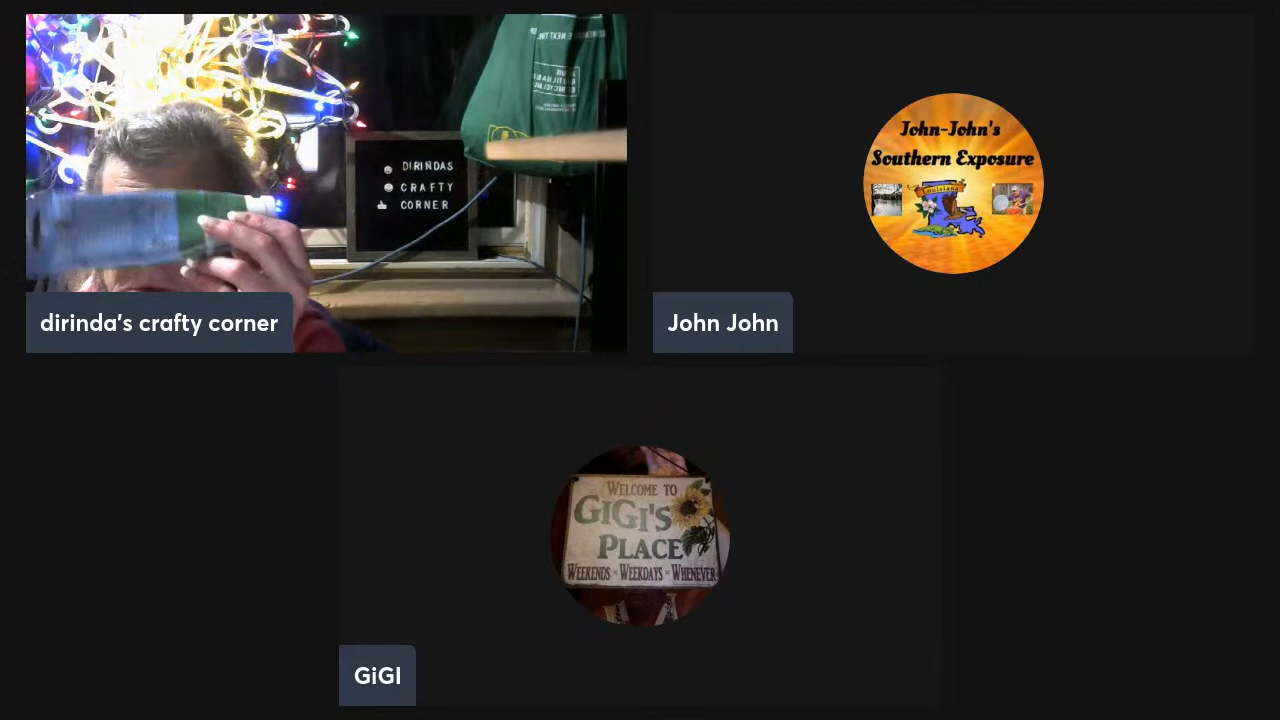 DIRINDAS
CRAFTY
CORNER
dirinda's crafty corner
John-John's
Southern Exposure
Louisiana
John John
WELCOME TO
GIGI'S
PLACE
WEEKENDS * WEEKDAYS * WHENEVER
GiGI